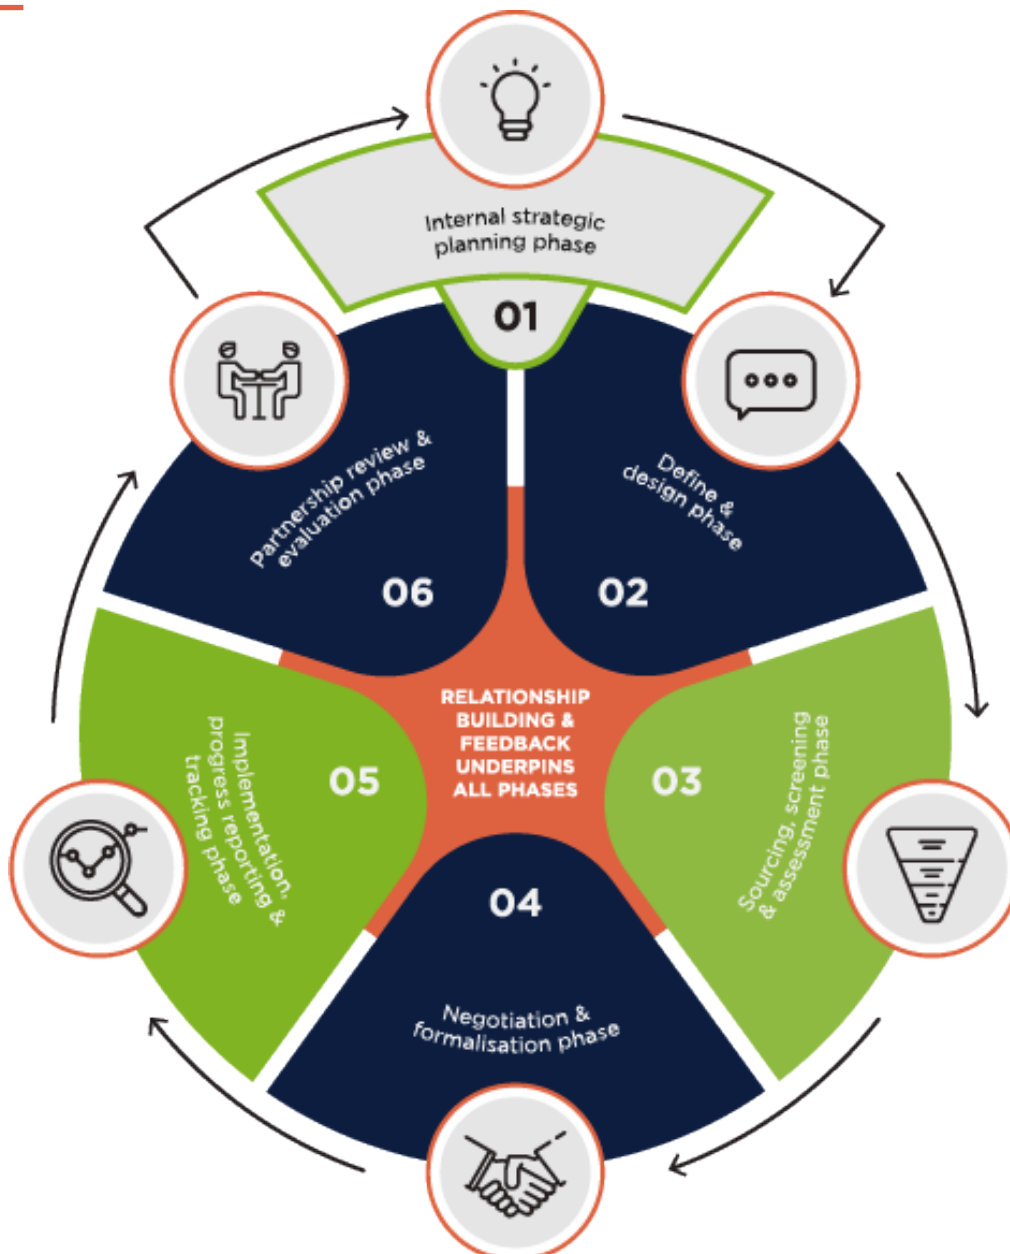 Internal strategic
planning phase
01
Define &
design phase
02
Sourcing, screening
& assessment phase
03
Negotiation &
formalisation phase
04
Implementation,
progress reporting &
tracking phase
05
Partnership review &
evaluation phase
06
RELATIONSHIP
BUILDING &
FEEDBACK
UNDERPINS
ALL PHASES